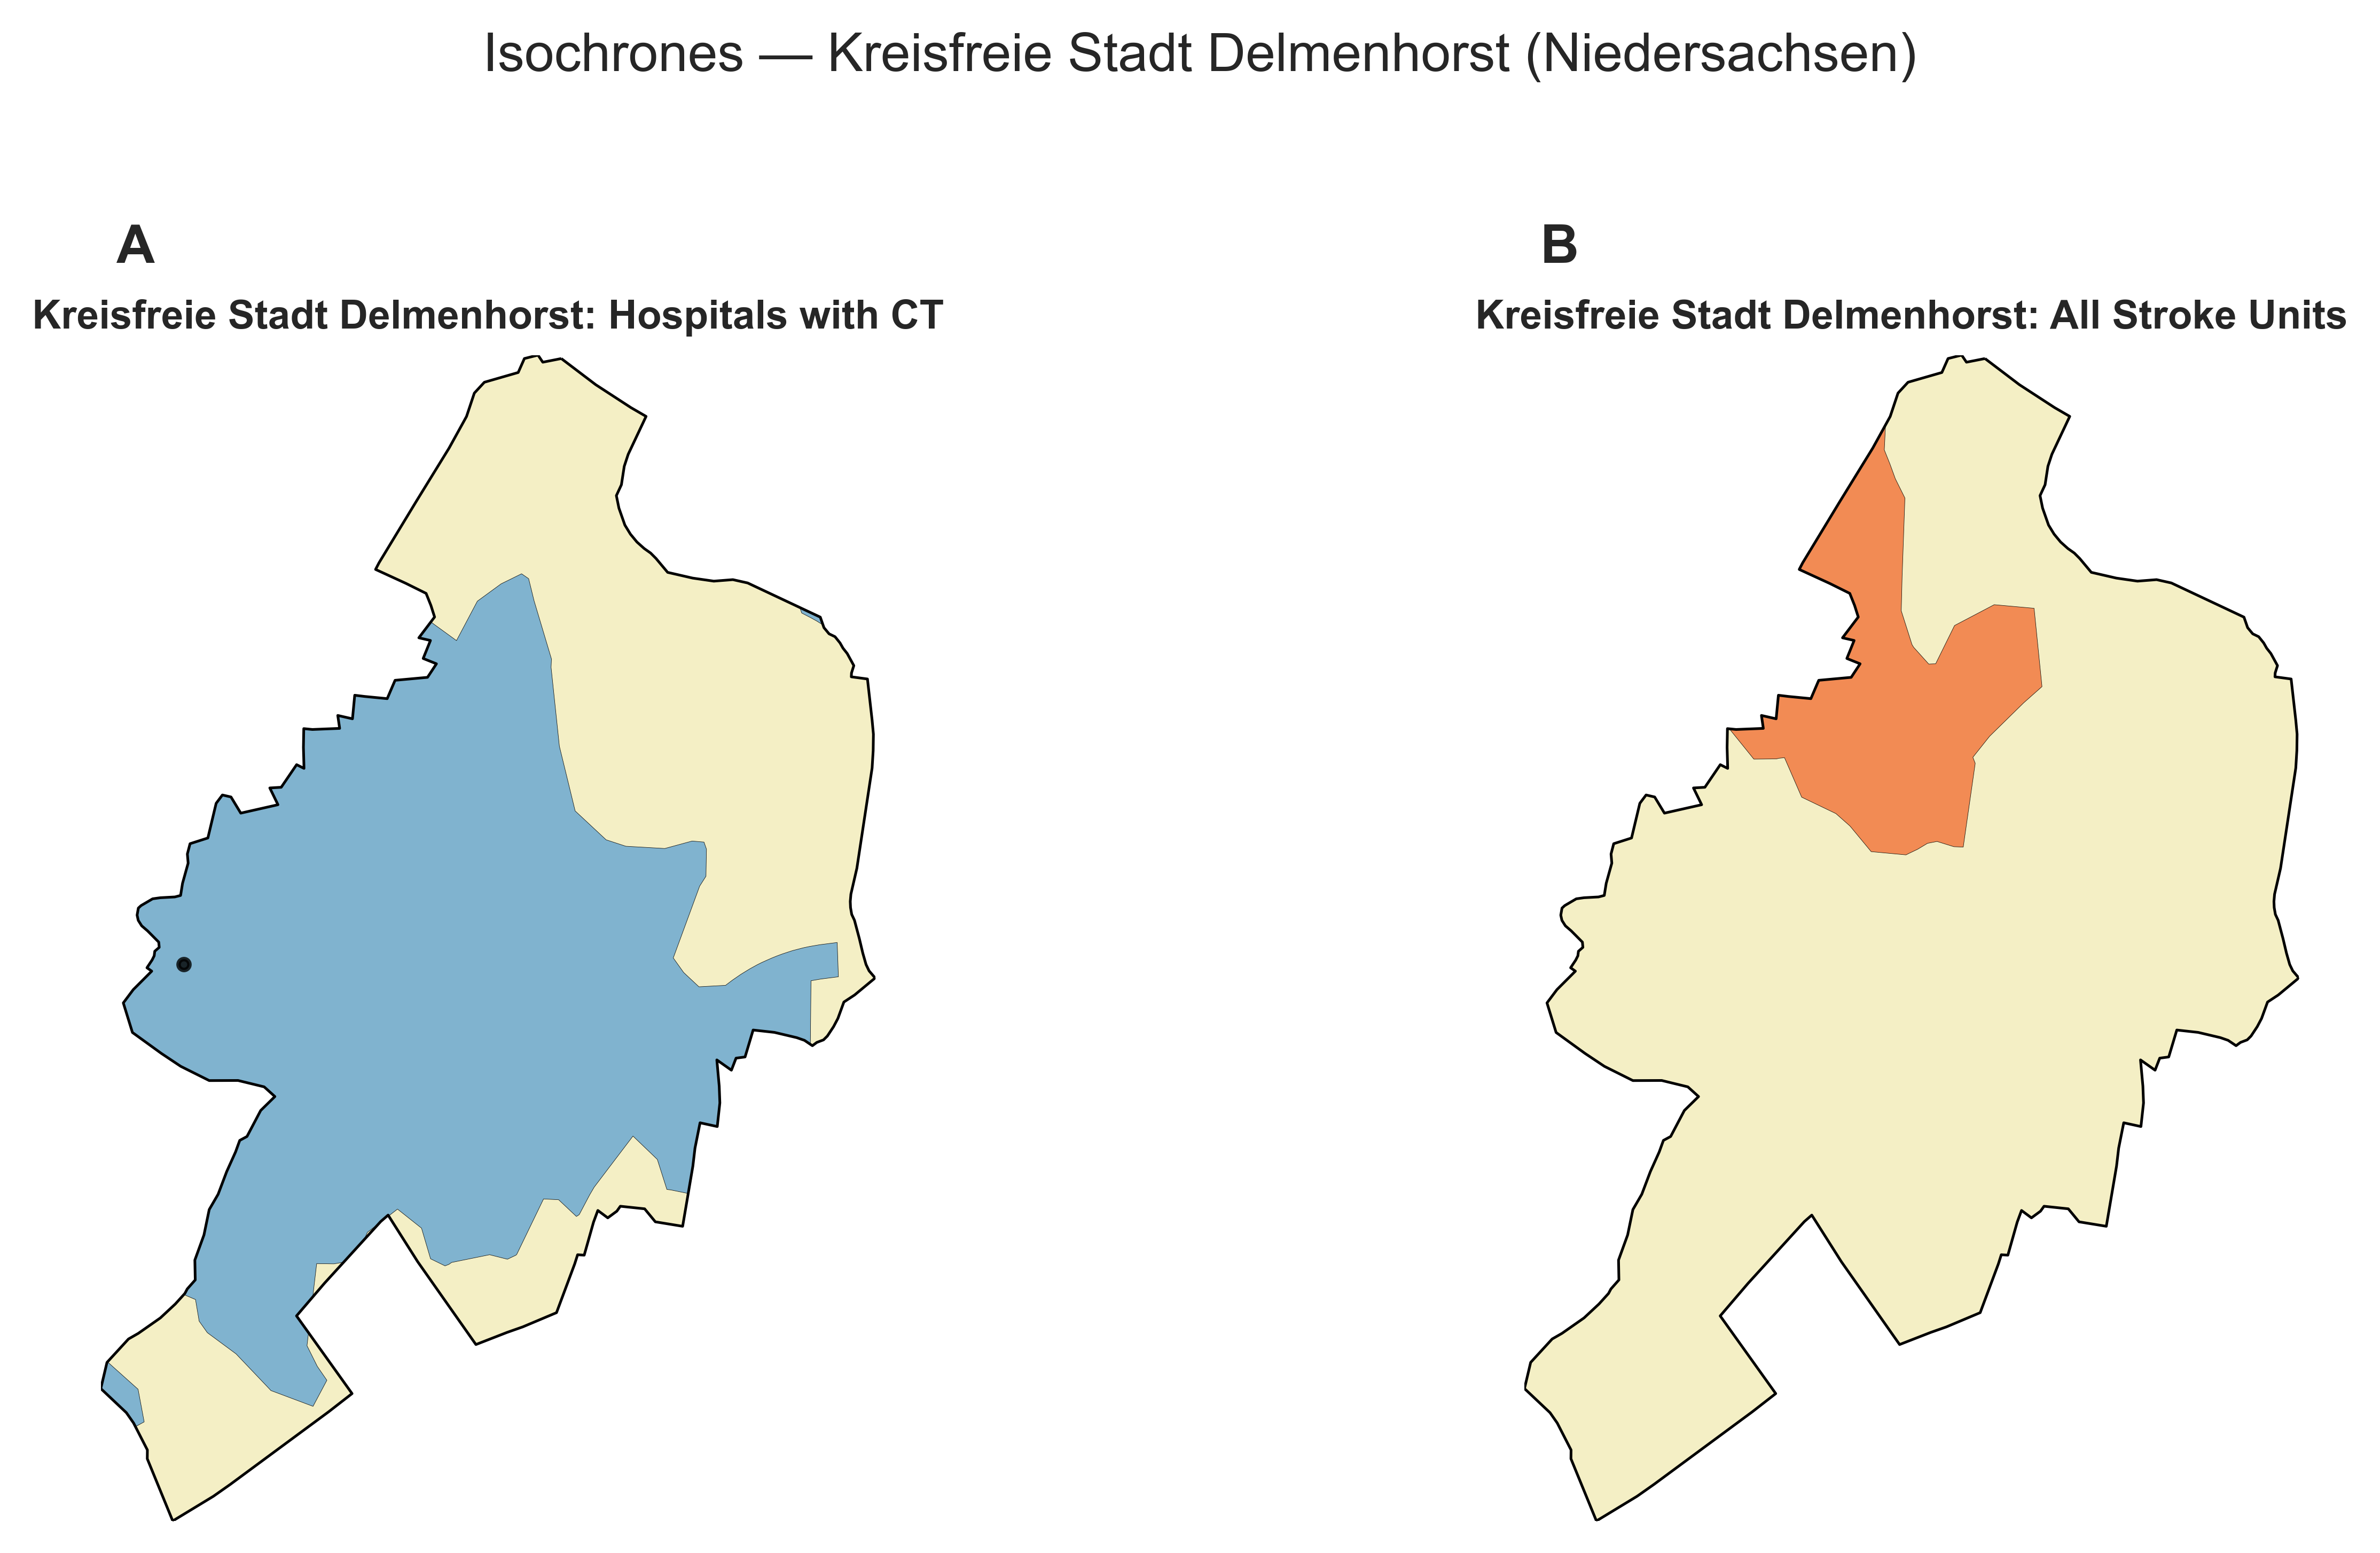 Isochrones — Kreisfreie Stadt Delmenhorst (Niedersachsen)
A
Kreisfreie Stadt Delmenhorst: Hospitals with CT
B
Kreisfreie Stadt Delmenhorst: All Stroke Units